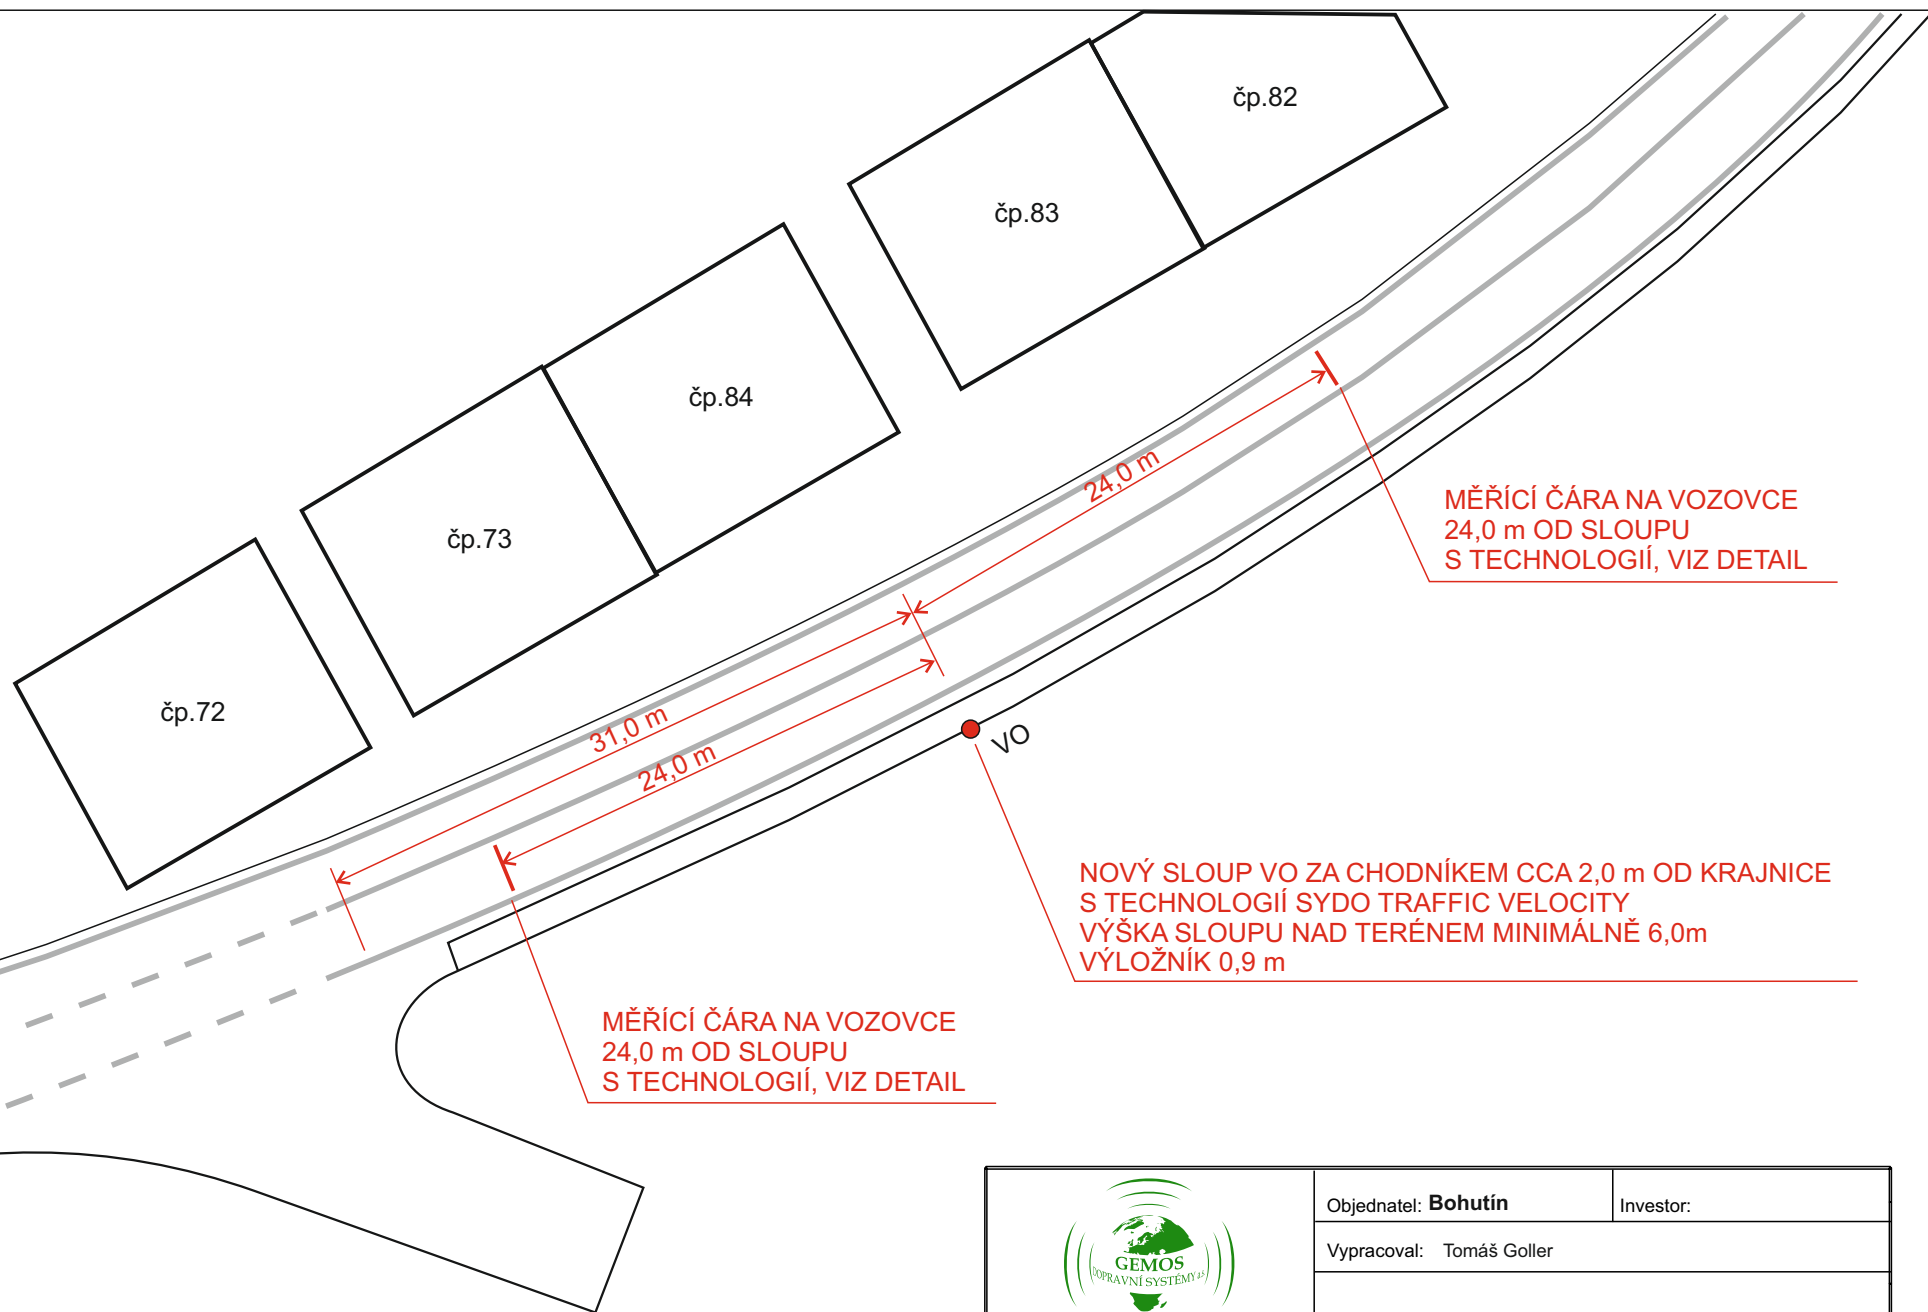 čp.82
čp.83
čp.84
čp.73
čp.72
24,0 m
MĚŘÍCÍ ČÁRA NA VOZOVCE
24,0 m OD SLOUPU
S TECHNOLOGIÍ, VIZ DETAIL
31,0 m
24,0 m
VO
NOVÝ SLOUP VO ZA CHODNÍKEM CCA 2,0 m OD KRAJNICE
S TECHNOLOGIÍ SYDO TRAFFIC VELOCITY
VÝŠKA SLOUPU NAD TERÉNEM MINIMÁLNĚ 6,0m
VÝLOŽNÍK 0,9 m
MĚŘÍCÍ ČÁRA NA VOZOVCE
24,0 m OD SLOUPU
S TECHNOLOGIÍ, VIZ DETAIL
GEMOS
DOPRAVNÍ SYSTÉMY a.s.
Objednatel: Bohutín
Investor:
Vypracoval: Tomáš Goller